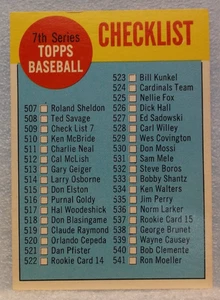 7th Series
TOPPS
BASEBALL
CHECKLIST
507 Roland Sheldon
508 Ted Savage
509 Check List 7
510 Charlie Neal
511 Mickey McGuire
512 Cal McLish
513 Gary Geiger
514 Larry Osborne
515 Don Elston
516 Purnal Goldy
517 Hal Woodeshick
518 Don Blasingame
519 Claude Raymond
520 Orlando Cepeda
521 Dan Pfister
522 Rookie 14
523 Bill Kunkel
524 Cardinals Team
525 Nellie Fox
526 Dick Hall
527 Ed Sadowski
528 Carl Willey
529 Wes Covington
530 Don Mossi
531 Sam Mele
532 Steve Boros
533 Bobby Shantz
534 Ken Walters
535 Jim Perry
536 Norm Larker
537 Rookie Card 15
538 George Brunet
539 Wayne Causey
540 Bob Clemente
541 Ron Moeller